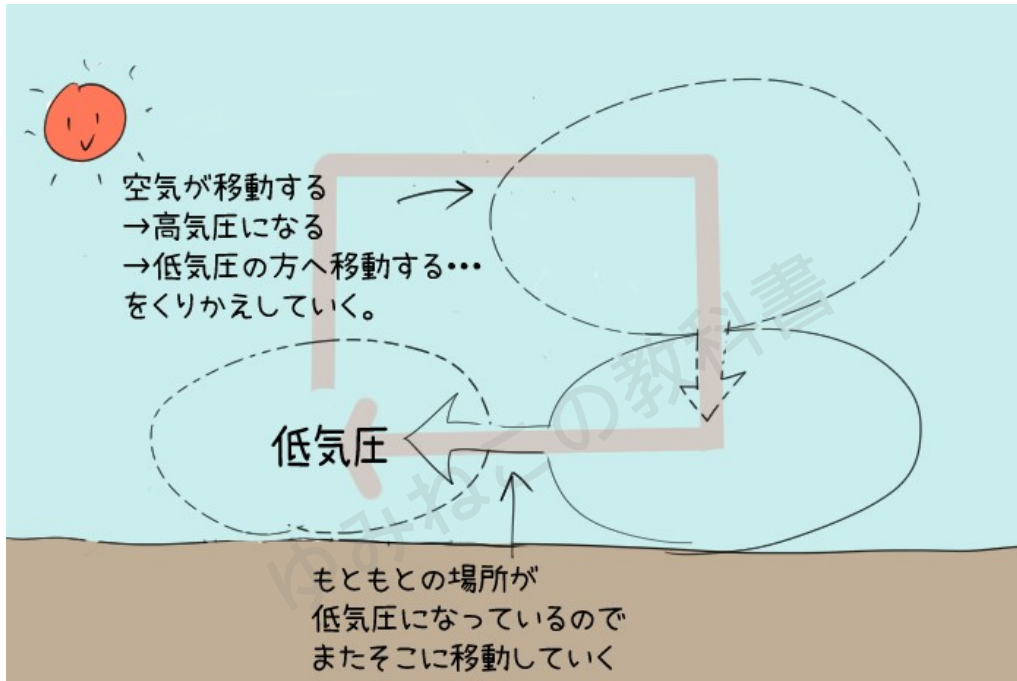 空気が移動する
→高気圧になる
→低気圧の方へ移動する・・・
をくりかえしていく。
低気圧
ゆみねこの教科書
もともとの場所が
低気圧になっているので
またそこに移動していく